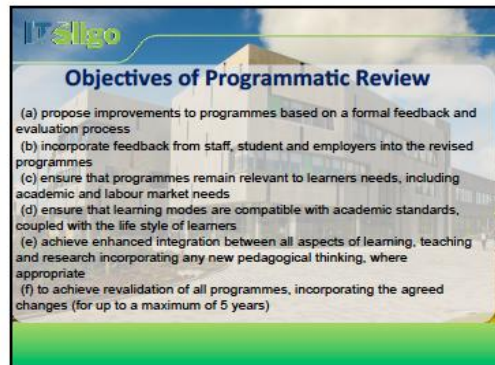 IT sligo
Objectives of Programmatic Review
(a) propose improvements to programmes based on a formal feedback and
evaluation process
(b) incorporate feedback from staff, student and employers into the revised
programmes
(c) ensure that programmes remain relevant to learners needs, including
academic and labour market needs
(d) ensure that learning modes are compatible with academic standards,
coupled with the life style of learners
(e) achieve enhanced integration between all aspects of learning, teaching
and research incorporating any new pedagogical thinking, where
appropriate
(f) to achieve revalidation of all programmes, incorporating the agreed
changes (for up to a maximum of 5 years)